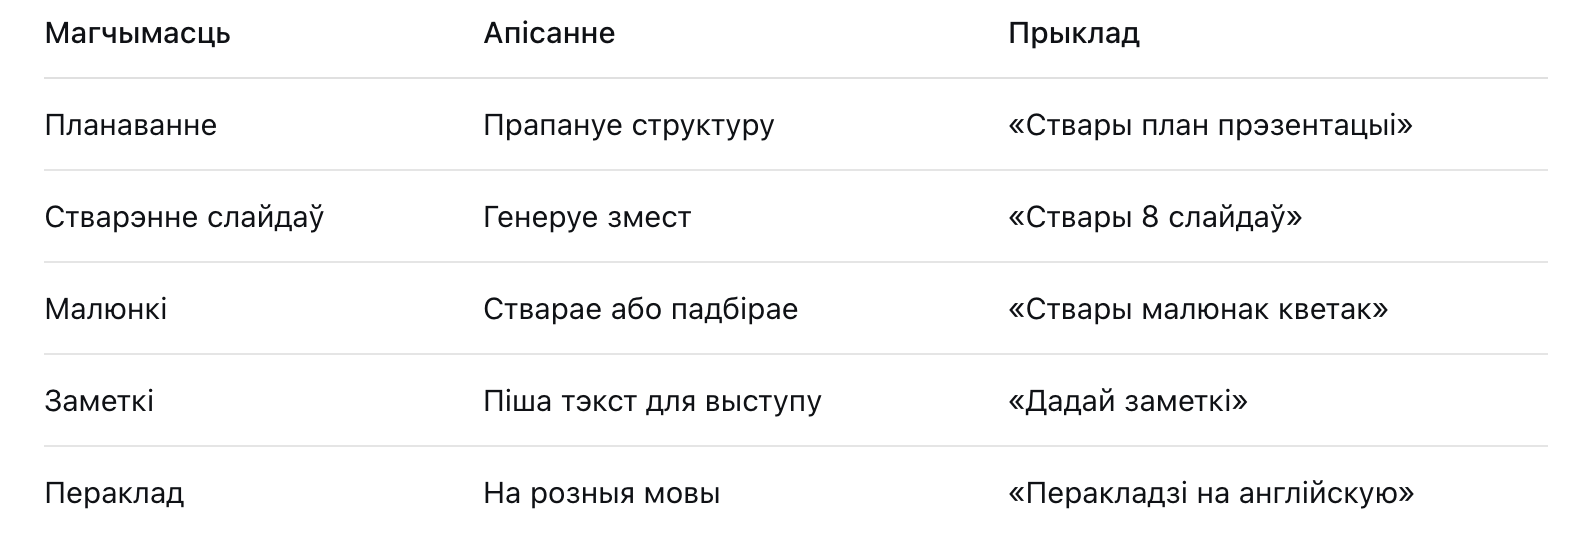 Магчымасць Апісанне Прыклад
Планаванне Прапануе структуру «Ствары план прэзентацыі»
Стварэнне слайдаў Генеруе змест «Ствары 8 слайдаў»
Малюнкі Стварае або падбірае «Ствары малюнак кветак»
Заметкі Піша тэкст для выступу «Дадай заметкі»
Пераклад На розныя мовы «Перакладзі на англійскую»